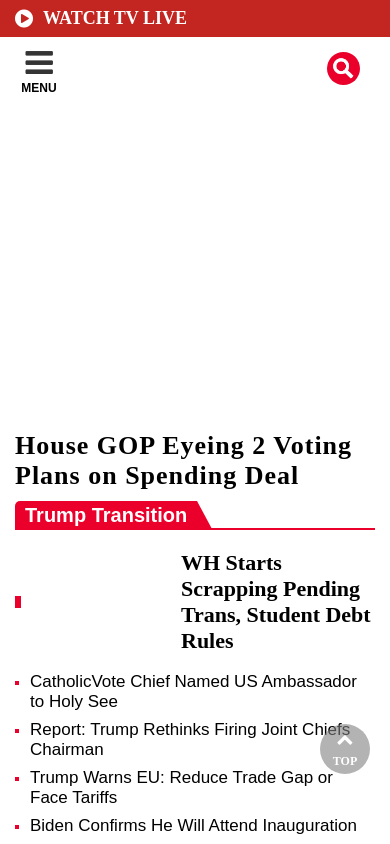 WATCH TV LIVE
MENU
House GOP Eyeing 2 Voting
Plans on Spending Deal
Trump Transition
WH Starts
Scrapping Pending
Trans, Student Debt
Rules
CatholicVote Chief Named US Ambassador
to Holy See
Report: Trump Rethinks Firing Joint Chiefs
Chairman
Trump Warns EU: Reduce Trade Gap or
Face Tariffs
TOP
Biden Confirms He Will Attend Inauguration